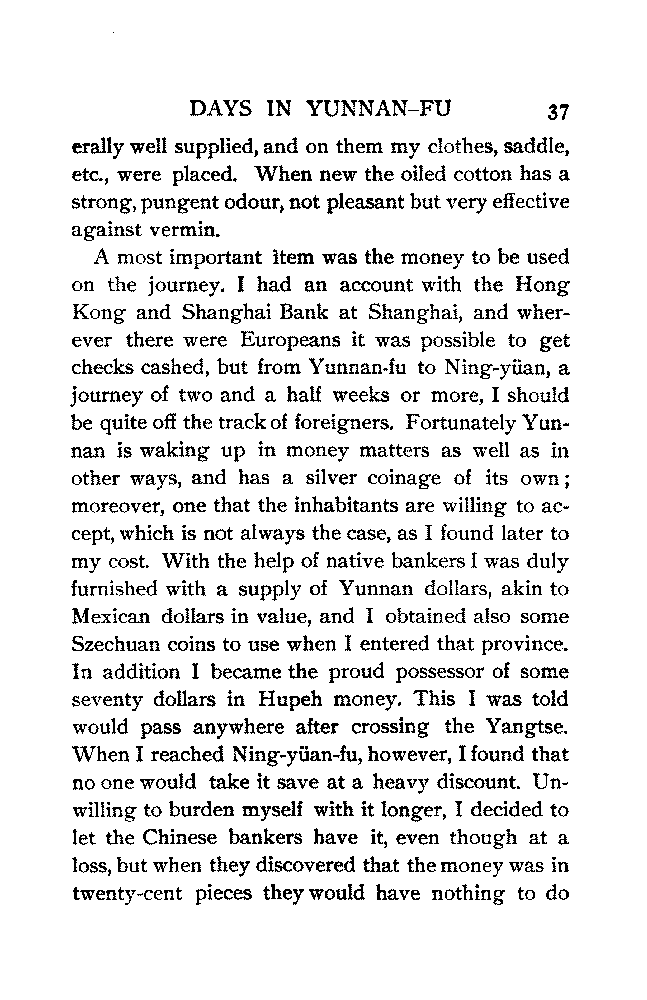 DAYS IN YUNNAN-FU 37
erally well supplied, and on them my clothes, saddle,
etc., were placed. When new the oiled cotton has a
strong, pungent odour, not pleasant but very effective
against vermin.
A most important item was the money to be used
on the journey. I had an account with the Hong
Kong and Shanghai Bank at Shanghai, and wher-
ever there were Europeans it was possible to get
checks cashed, but from Yunnan-fu to Ning-yüan, a
journey of two and a half weeks or more, I should
be quite off the track of foreigners. Fortunately Yun-
nan is waking up in money matters as well as in
other ways, and has a silver coinage of its own;
moreover, one that the inhabitants are willing to ac-
cept, which is not always the case, as I found later to
my cost. With the help of native bankers I was duly
furnished with a supply of Yunnan dollars, akin to
Mexican dollars in value, and I obtained also some
Szechuan coins to use when I entered that province.
In addition I became the proud possessor of some
seventy dollars in Hupeh money. This I was told
would pass anywhere after crossing the Yangtse.
When I reached Ning-yüan-fu, however, I found that
no one would take it save at a heavy discount. Un-
willing to burden myself with it longer, I decided to
let the Chinese bankers have it, even though at a
loss, but when they discovered that the money was in
twenty-cent pieces they would have nothing to do